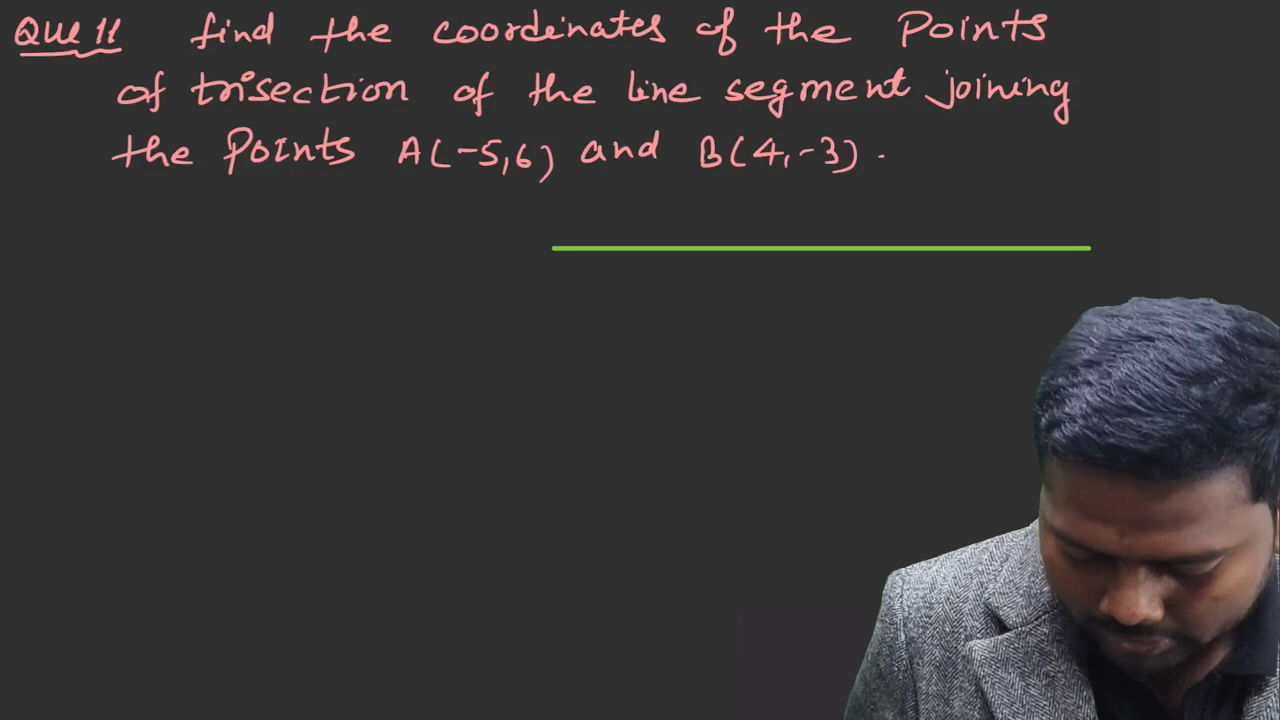 Que 11 find the coordinates of the Points
of trisection of the line segment joining
the Points A(-5,6) and B(4,-3).